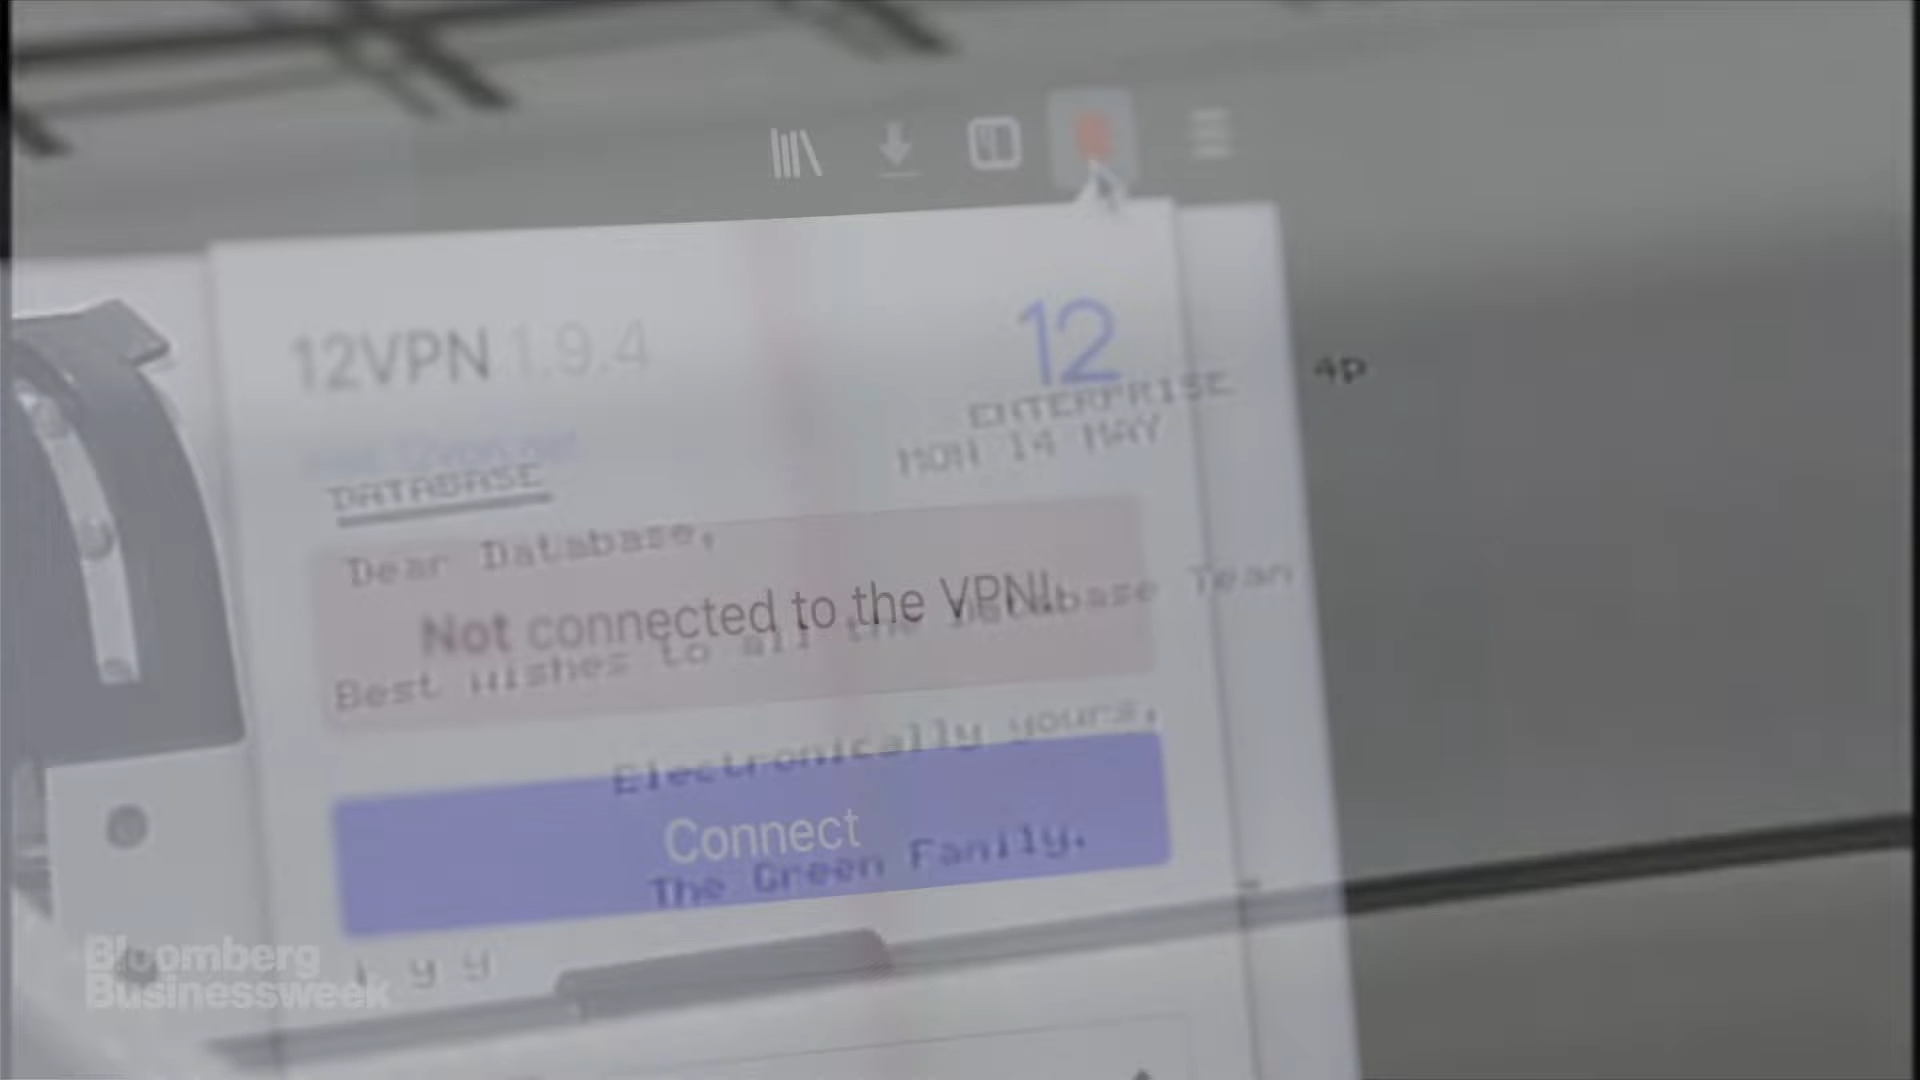 12VPN 1.9.4
12
ENTERPRISE
4p
MON 14 MAY
DATABASE
Dear Database,
Not connected to the VPN!
Best wishes to all the Database Team
Electronically yours,
Connect
The Green Family.
y y
Bloomberg
Businessweek